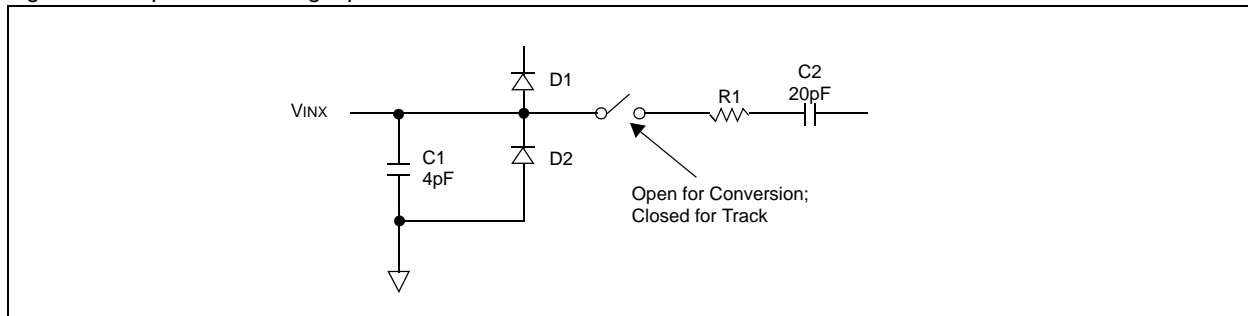 D1
C2
20pF
R1
VINX
C1
4pF
D2
Open for Conversion;
Closed for Track